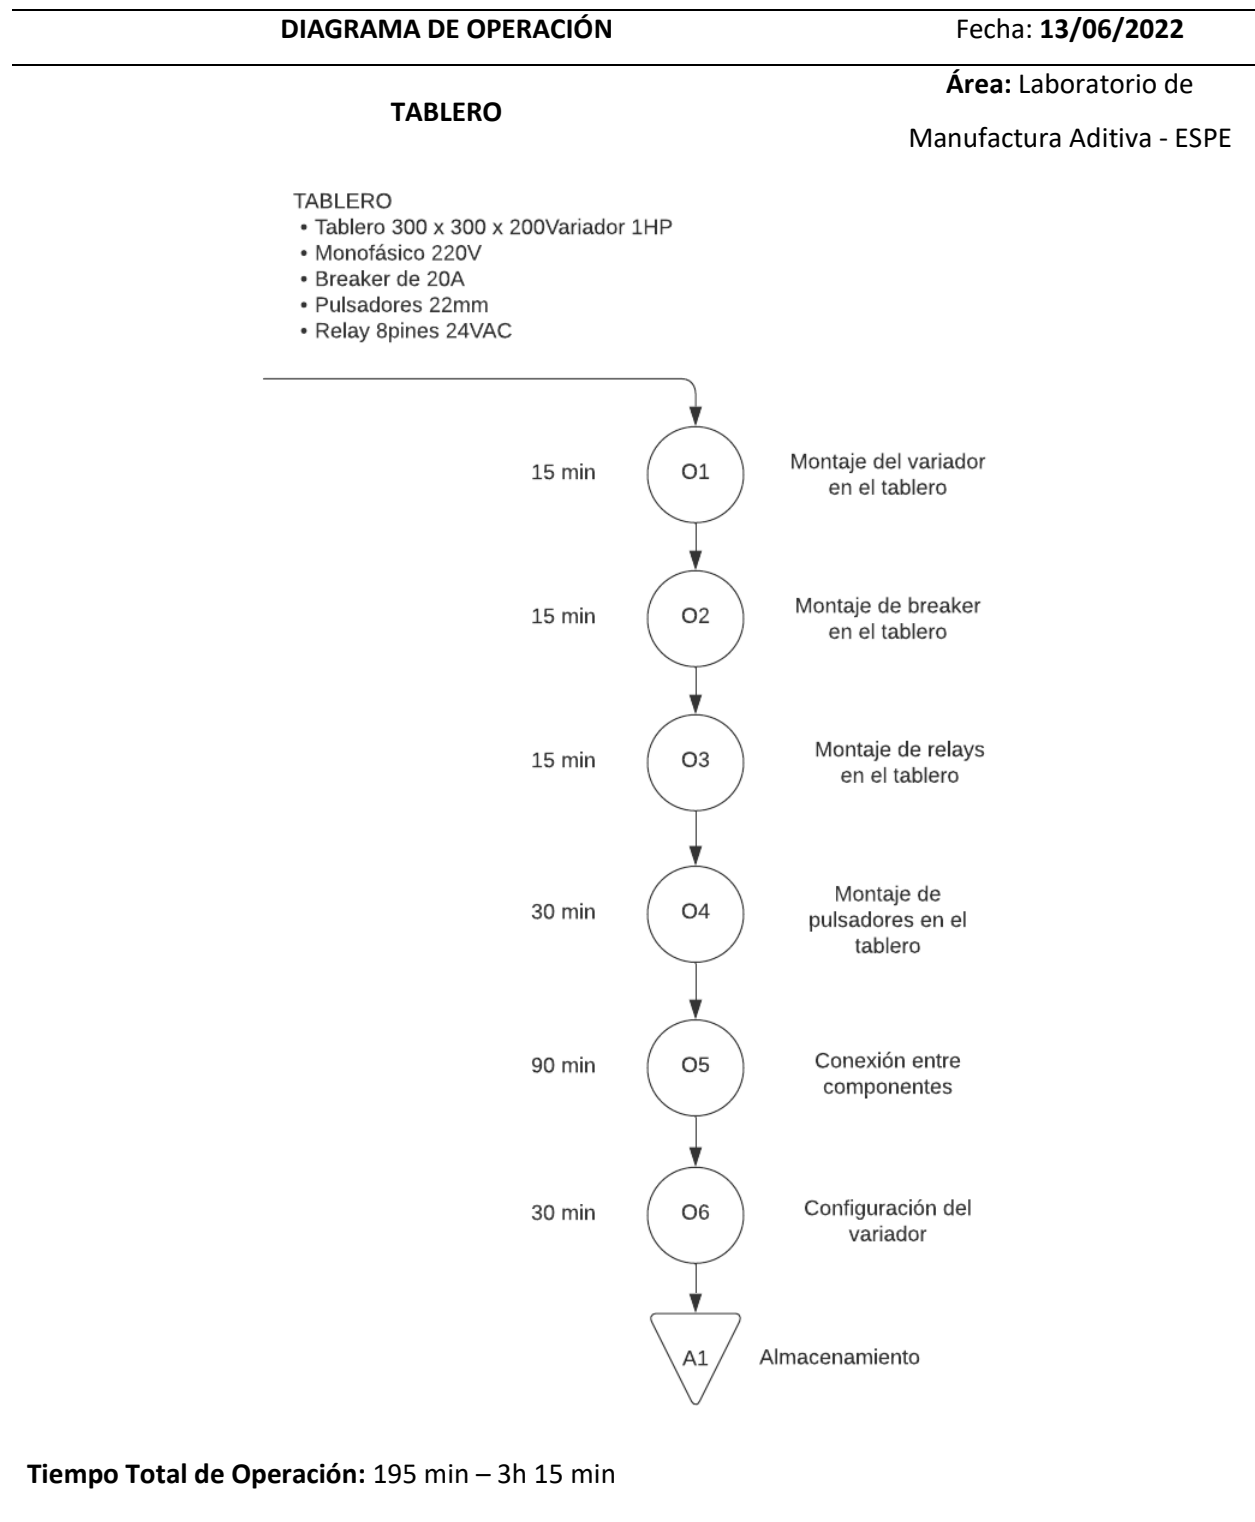 DIAGRAMA DE OPERACIÓN
Fecha: 13/06/2022
TABLERO
Área: Laboratorio de
Manufactura Aditiva - ESPE
TABLERO
• Tablero 300 x 300 x 200Variador 1HP
• Monofásico 220V
• Breaker de 20A
• Pulsadores 22mm
• Relay 8pines 24VAC
15 min
O1
Montaje del variador
en el tablero
15 min
O2
Montaje de breaker
en el tablero
15 min
O3
Montaje de relays
en el tablero
30 min
O4
Montaje de
pulsadores en el
tablero
90 min
O5
Conexión entre
componentes
30 min
O6
Configuración del
variador
A1
Almacenamiento
Tiempo Total de Operación: 195 min – 3h 15 min